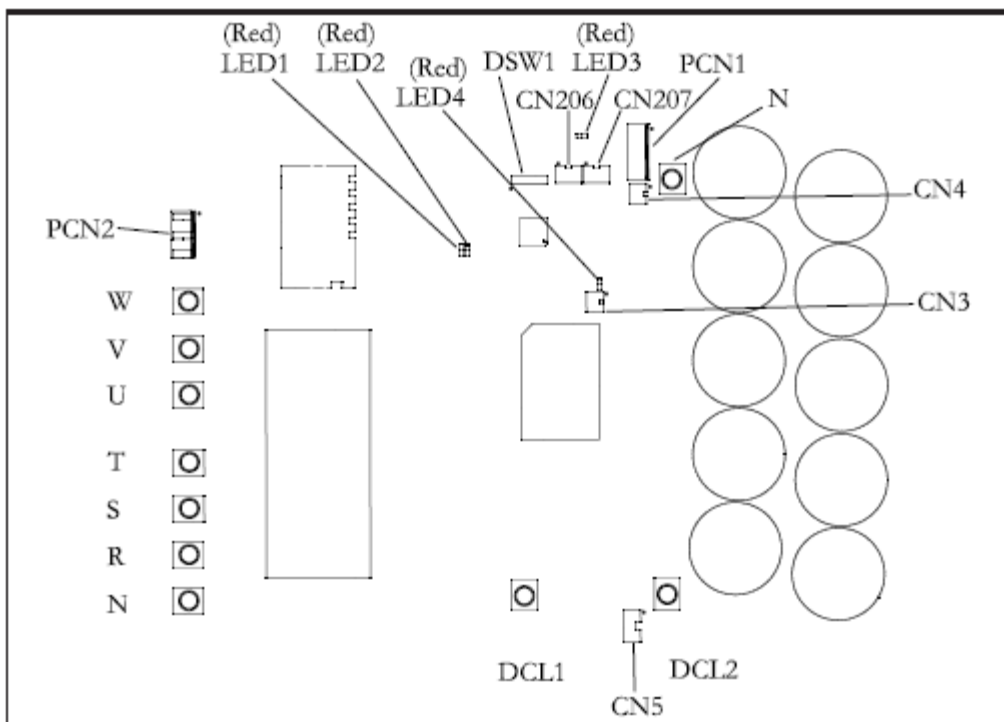 (Red)
LED1
(Red)
LED2
(Red)
LED4
DSW1
(Red)
LED3
CN206
CN207
PCN1
N
CN4
PCN2
W
CN3
V
U
T
S
R
N
DCL1
DCL2
CN5